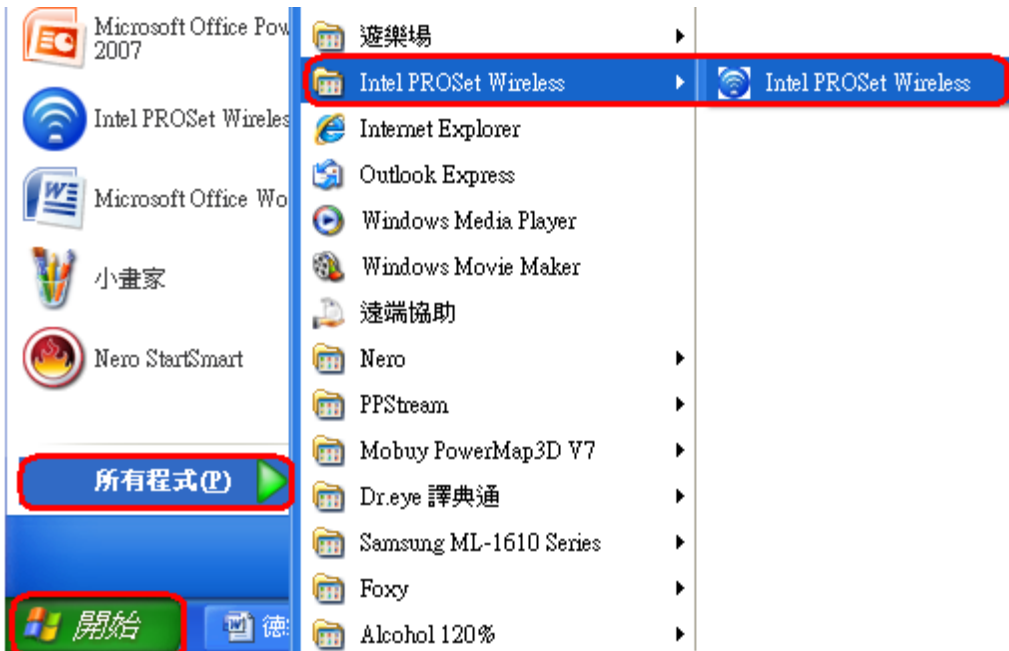 Microsoft Office Pow
2007
Intel PROSet Wireles
Microsoft Office Wo
小畫家
Nero StartSmart
所有程式(P)
開始
德
遊樂場
Intel PROSet Wireless
Internet Explorer
Outlook Express
Windows Media Player
Windows Movie Maker
遠端協助
Nero
PPStream
Mobuy PowerMap3D V7
Dr.eye 譯典通
Samsung ML-1610 Series
Foxy
Alcohol 120%
Intel PROSet Wireless